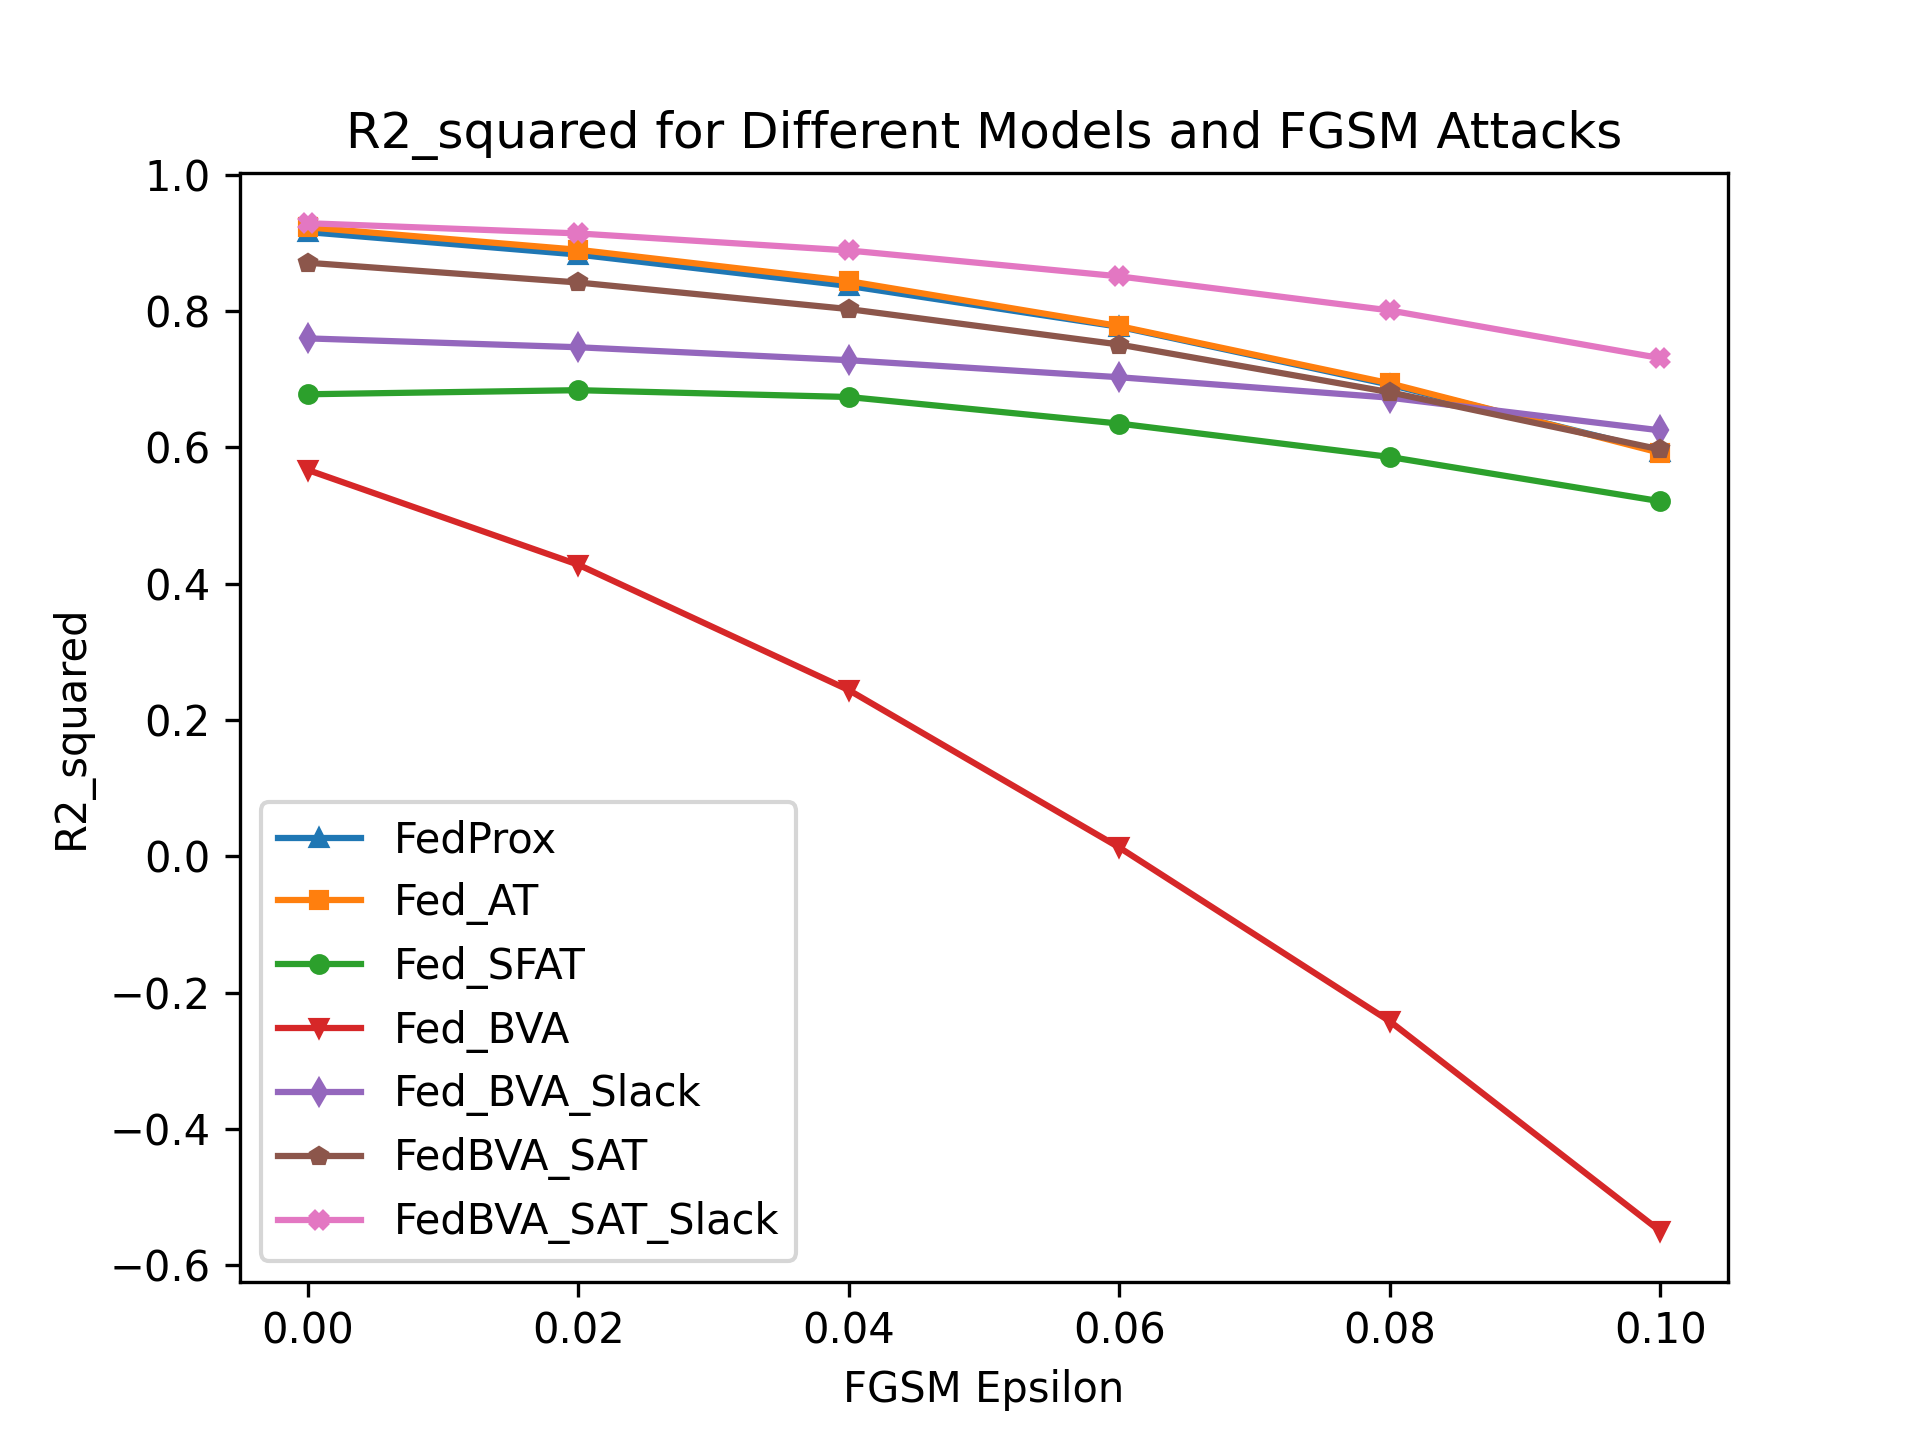 R2_squared for Different Models and FGSM Attacks
1.0
0.8
0.6
0.4
0.2
0.0
−0.2
−0.4
−0.6
R2_squared
FedProx
Fed_AT
Fed_SFAT
Fed_BVA
Fed_BVA_Slack
FedBVA_SAT
FedBVA_SAT_Slack
0.00 0.02 0.04 0.06 0.08 0.10
FGSM Epsilon